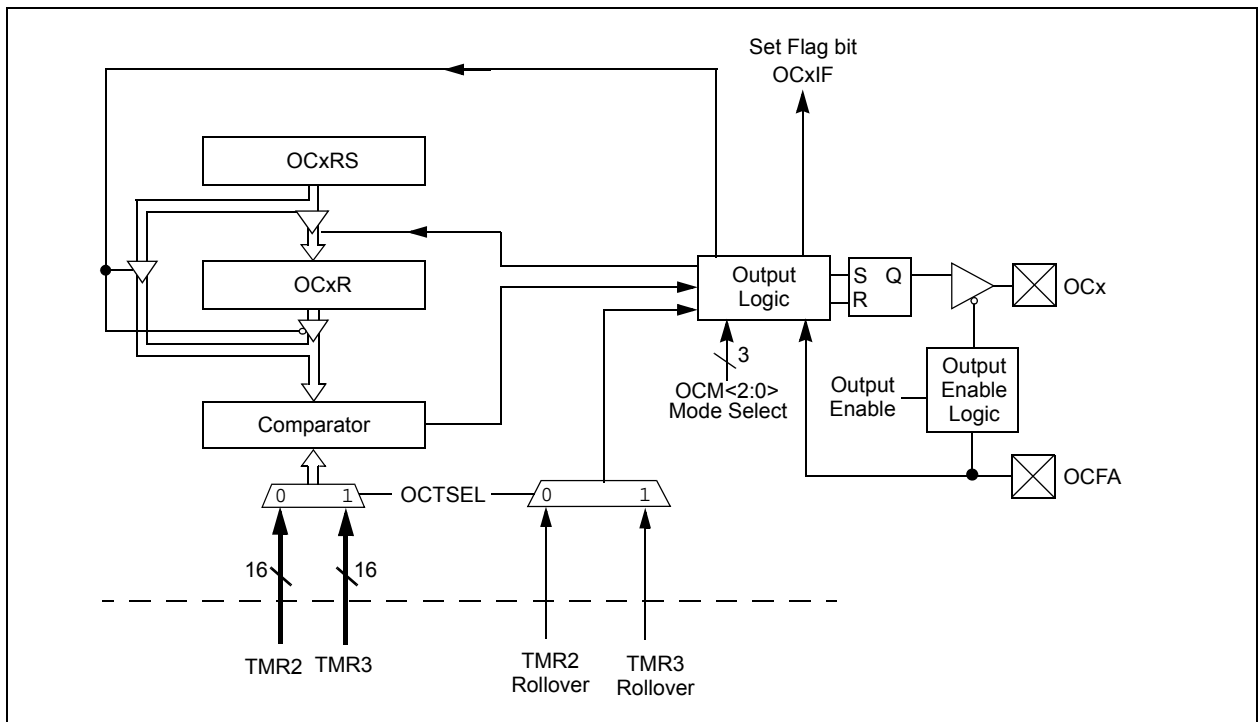 Set Flag bit
OCxIF
OCxRS
OCxR
Output
Logic
S Q
R
OCx
3
OCM<2:0>
Mode Select
Output
Enable
Output
Enable
Logic
Comparator
OCFA
0 1
OCTSEL
0 1
16
16
TMR2
TMR3
TMR2
Rollover
TMR3
Rollover